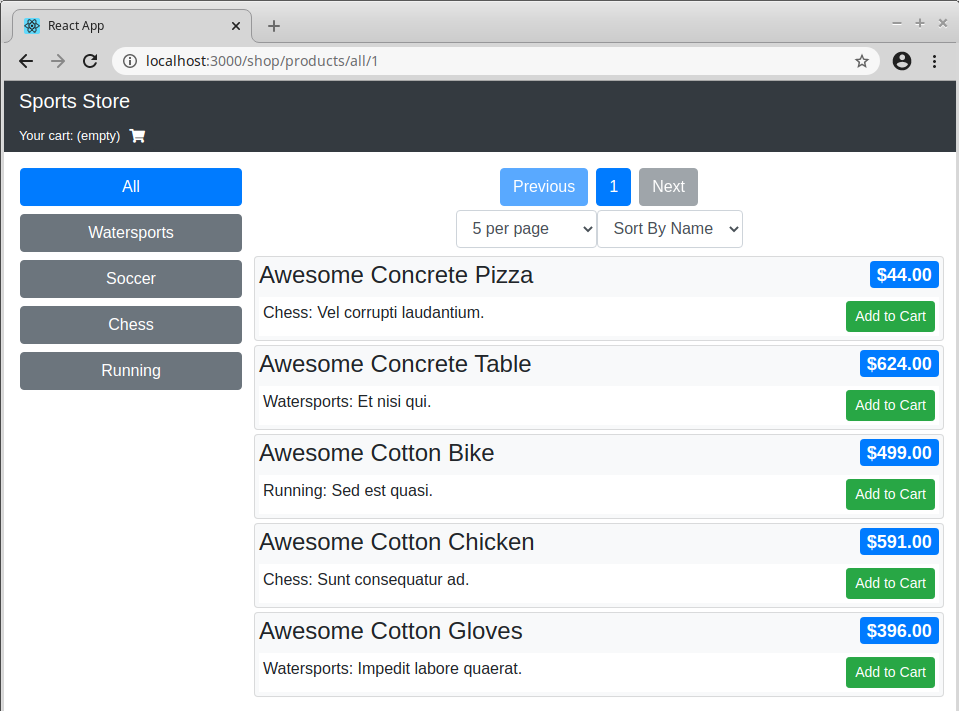 React App
localhost:3000/shop/products/all/1
Sports Store
Your cart: (empty)
All
Watersports
Soccer
Chess
Running
Previous 1 Next
5 per page Sort By Name
Awesome Concrete Pizza $44.00
Chess: Vel corrupti laudantium. Add to Cart
Awesome Concrete Table $624.00
Watersports: Et nisi qui. Add to Cart
Awesome Cotton Bike $499.00
Running: Sed est quasi. Add to Cart
Awesome Cotton Chicken $591.00
Chess: Sunt consequatur ad. Add to Cart
Awesome Cotton Gloves $396.00
Watersports: Impedit labore quaerat. Add to Cart